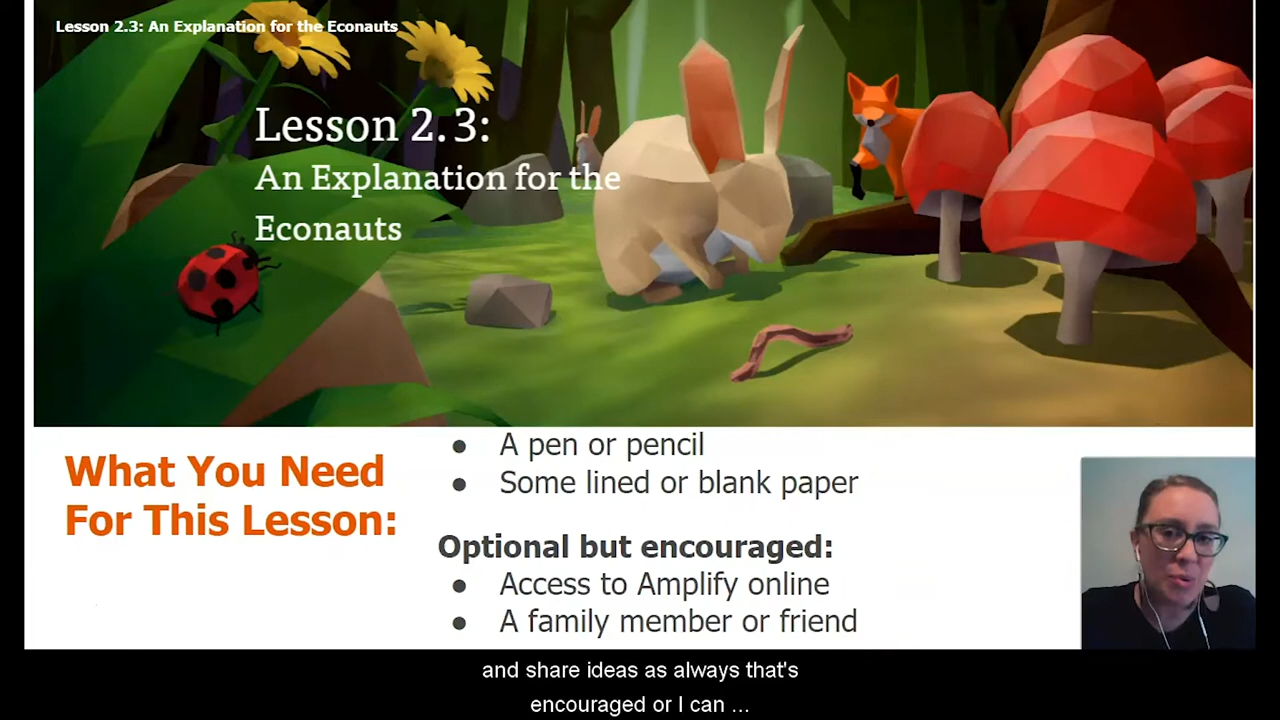 Lesson 2.3: An Explanation for the Econauts
Lesson 2.3:
An Explanation for the
Econauts
What You Need
For This Lesson:
● A pen or pencil
● Some lined or blank paper
Optional but encouraged:
● Access to Amplify online
● A family member or friend
and share ideas as always that's
encouraged or I can ...